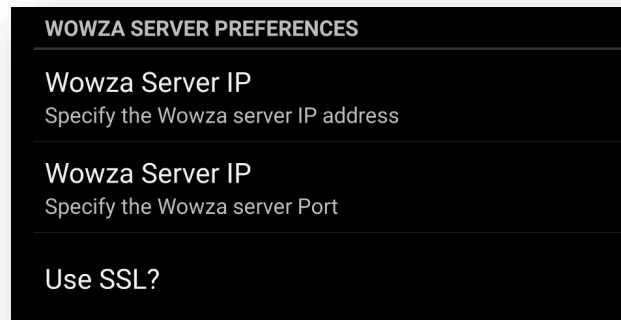 WOWZA SERVER PREFERENCES
Wowza Server IP
Specify the Wowza server IP address
Wowza Server IP
Specify the Wowza server Port
Use SSL?